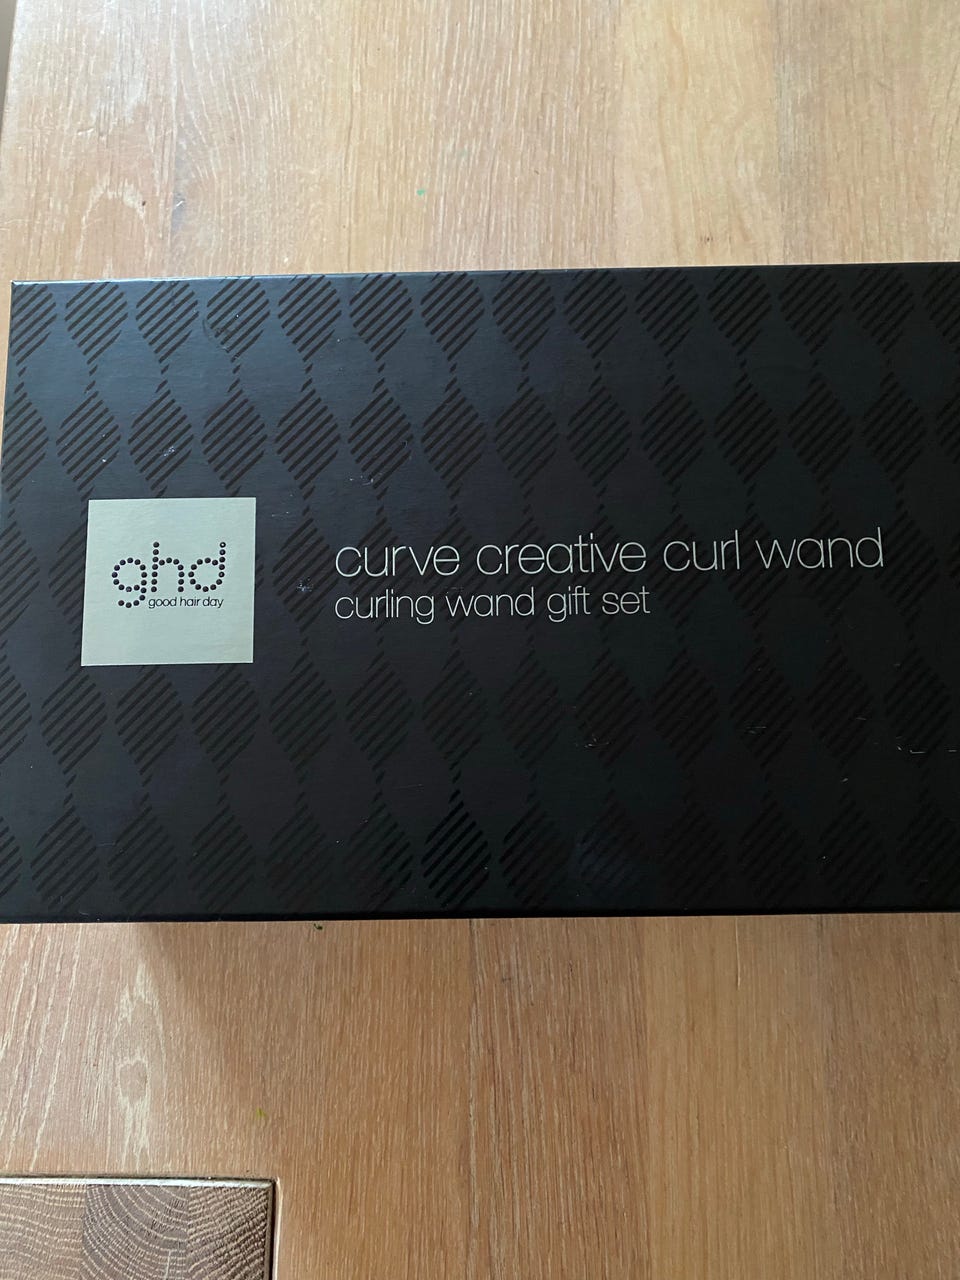 ghd
good hair day
curve creative curl wand
curling wand gift set